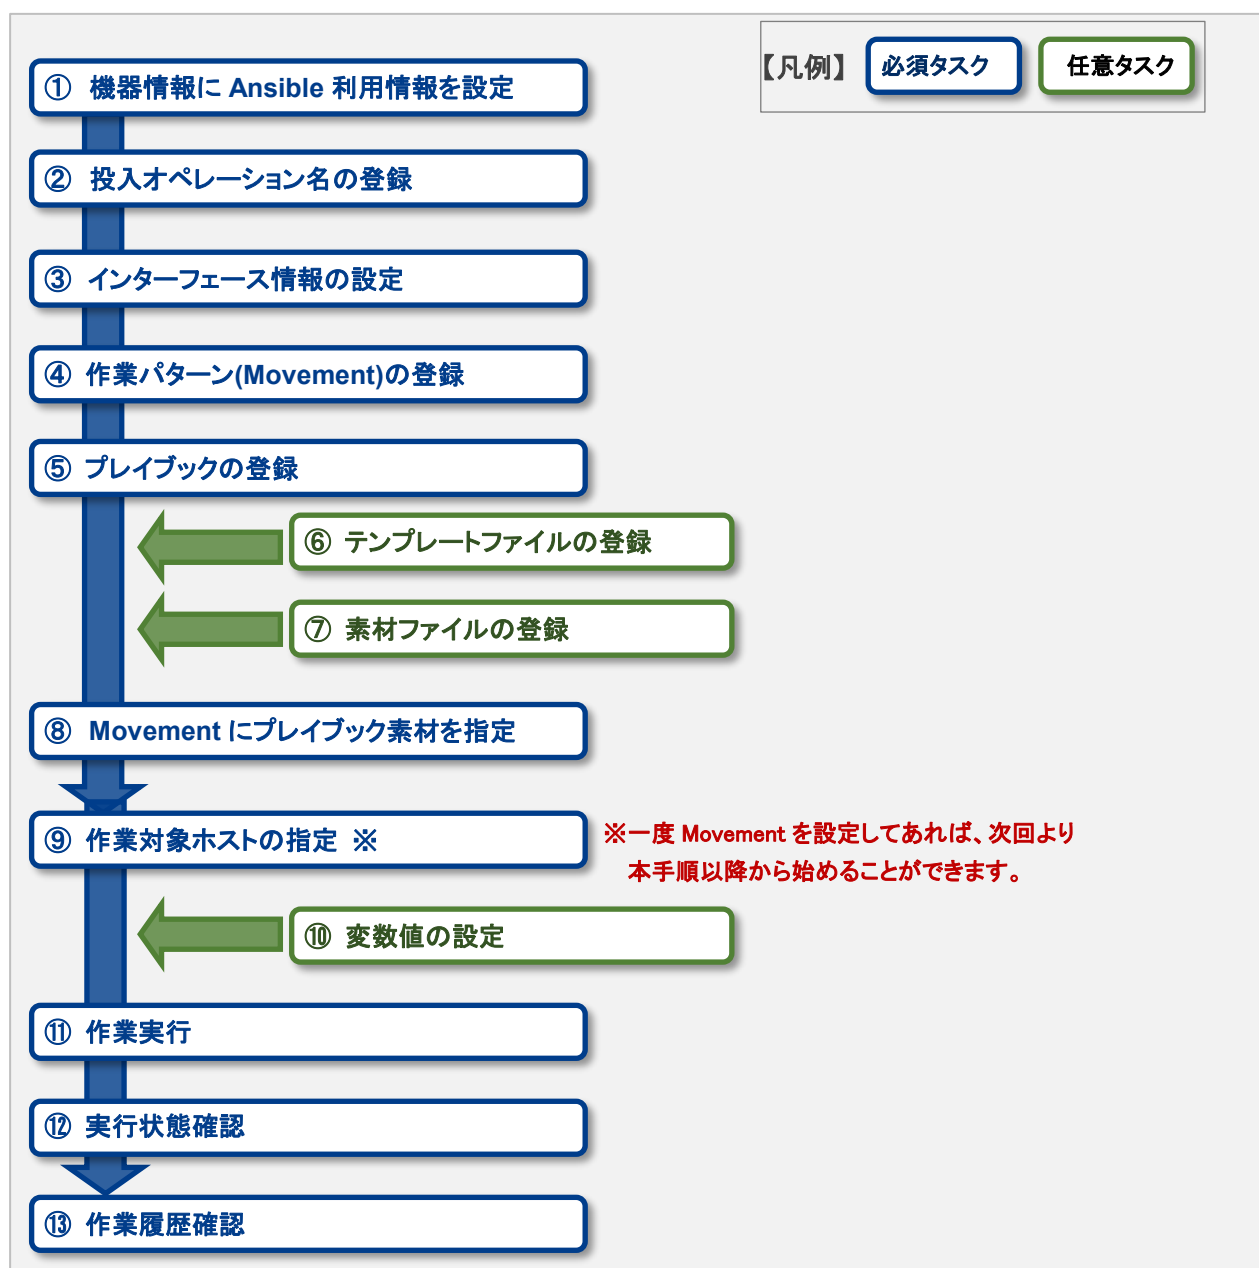 【凡例】 必須タスク 任意タスク
① 機器情報に Ansible 利用情報を設定
② 投入オペレーション名の登録
③ インターフェース情報の設定
④ 作業パターン(Movement)の登録
⑤ プレイブックの登録
⑥ テンプレートファイルの登録
⑦ 素材ファイルの登録
⑧ Movement にプレイブック素材を指定
⑨ 作業対象ホストの指定 ※
※一度 Movement を設定してあれば、次回より
本手順以降から始めることができます。
⑩ 変数値の設定
⑪ 作業実行
⑫ 実行状態確認
⑬ 作業履歴確認